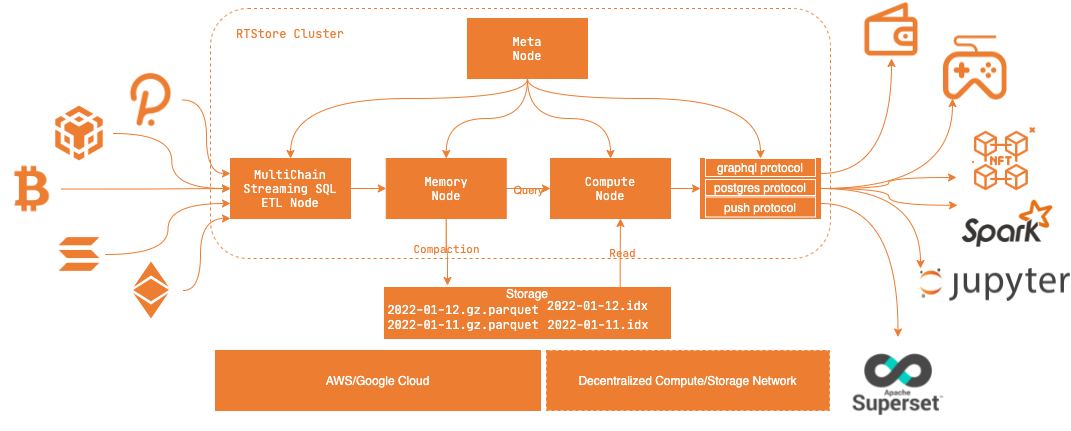 RTStore Cluster
Meta
Node
MultiChain
Streaming SQL
ETL Node
Memory
Node
Query
Compute
Node
graphql protocol
postgres protocol
push protocol
NFT
Spark
jupyter
Compaction
Read
Storage
2022-01-12.gz.parquet 2022-01-12.idx
2022-01-11.gz.parquet 2022-01-11.idx
AWS/Google Cloud
Decentralized Compute/Storage Network
Apache
Superset™